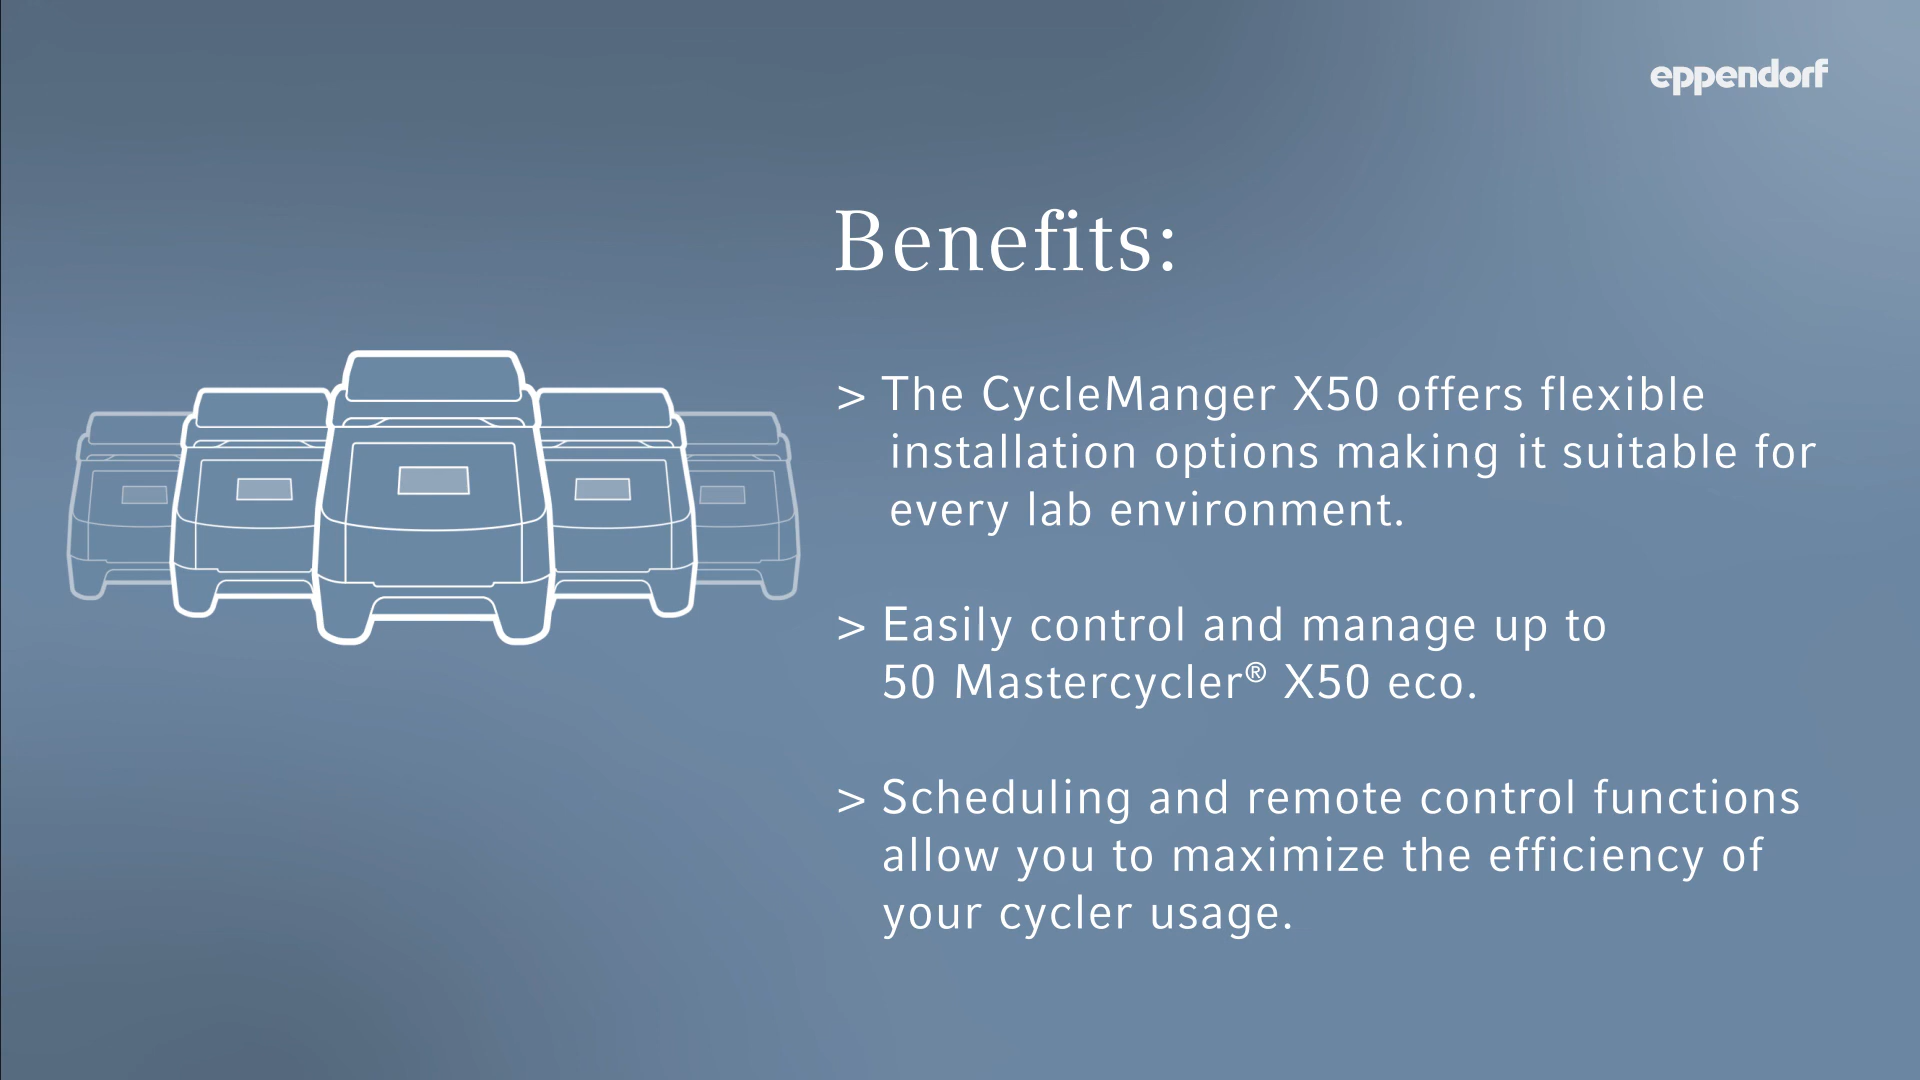 eppendorf
Benefits:
> The CycleManger X50 offers flexible
installation options making it suitable for
every lab environment.
> Easily control and manage up to
50 Mastercycler® X50 eco.
> Scheduling and remote control functions
allow you to maximize the efficiency of
your cycler usage.